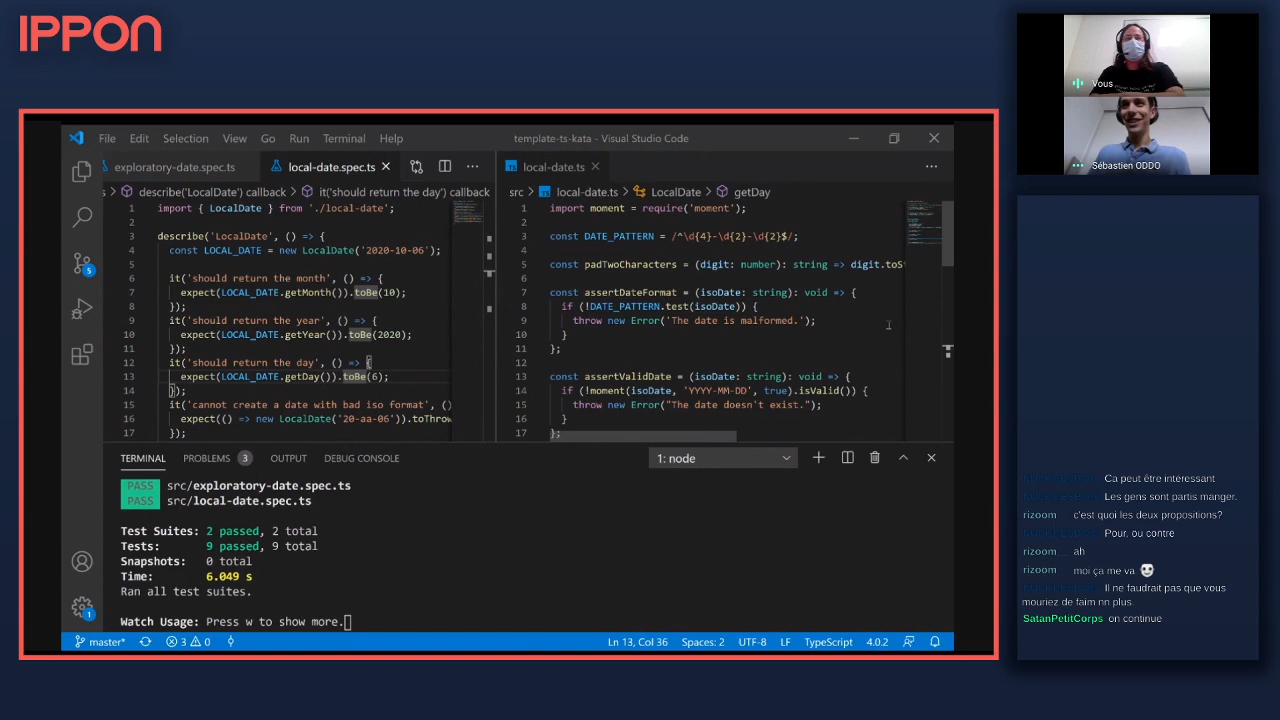 IPPON
File Edit Selection View Go Run Terminal Help
template-ts-kata - Visual Studio Code
exploratory-date.spec.ts
local-date.spec.ts
s › describe('LocalDate') callback › it('should return the day') callback
1 import { LocalDate } from './local-date';
2
3 describe('LocalDate', () => {
4 const LOCAL_DATE = new LocalDate('2020-10-06');
5
6 it('should return the month', () => {
7 expect(LOCAL_DATE.getMonth()).toBe(10);
8 });
9 it('should return the year', () => {
10 expect(LOCAL_DATE.getYear()).toBe(2020);
11 });
12 it('should return the day', () => {
13 expect(LOCAL_DATE.getDay()).toBe(6);
14 });
15 it('cannot create a date with bad iso format', ()
16 expect(() => new LocalDate('20-aa-06')).toThrow
17 });
local-date.ts
src › local-date.ts › LocalDate › getDay
1 import moment = require('moment');
2
3 const DATE_PATTERN = /^\d{4}-\d{2}-\d{2}$/;
4
5 const padTwoCharacters = (digit: number): string => digit.toS
6
7 const assertDateFormat = (isoDate: string): void => {
8 if (!DATE_PATTERN.test(isoDate)) {
9 throw new Error('The date is malformed.');
10 }
11 };
12
13 const assertValidDate = (isoDate: string): void => {
14 if (!moment(isoDate, 'YYYY-MM-DD', true).isValid()) {
15 throw new Error("The date doesn't exist.");
16 }
17 };
TERMINAL PROBLEMS 3 OUTPUT DEBUG CONSOLE
1: node
PASS src/exploratory-date.spec.ts
PASS src/local-date.spec.ts
Test Suites: 2 passed, 2 total
Tests: 9 passed, 9 total
Snapshots: 0 total
Time: 6.049 s
Ran all test suites.
Watch Usage: Press w to show more.
5
1
master* 3 0
Ln 13, Col 36 Spaces: 2 UTF-8 LF TypeScript 4.0.2
Vous
Sébastien ODDO
Ca peut être intéressant
Les gens sont partis manger.
rizoom c'est quoi les deux propositions?
Pour, ou contre
rizoom ah
rizoom moi ça me va
Il ne faudrait pas que vous
mouriez de faim nn plus
SatanPetitCorps on continue